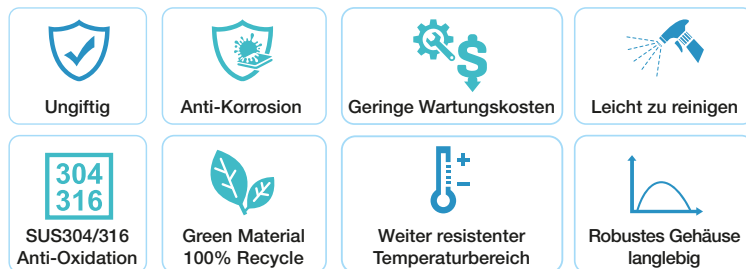 Ungiftig
Anti-Korrosion
Geringe Wartungskosten
Leicht zu reinigen
304
316
SUS304/316
Anti-Oxidation
Green Material
100% Recycle
Weiter resistenter
Temperaturbereich
Robustes Gehäuse
langlebig